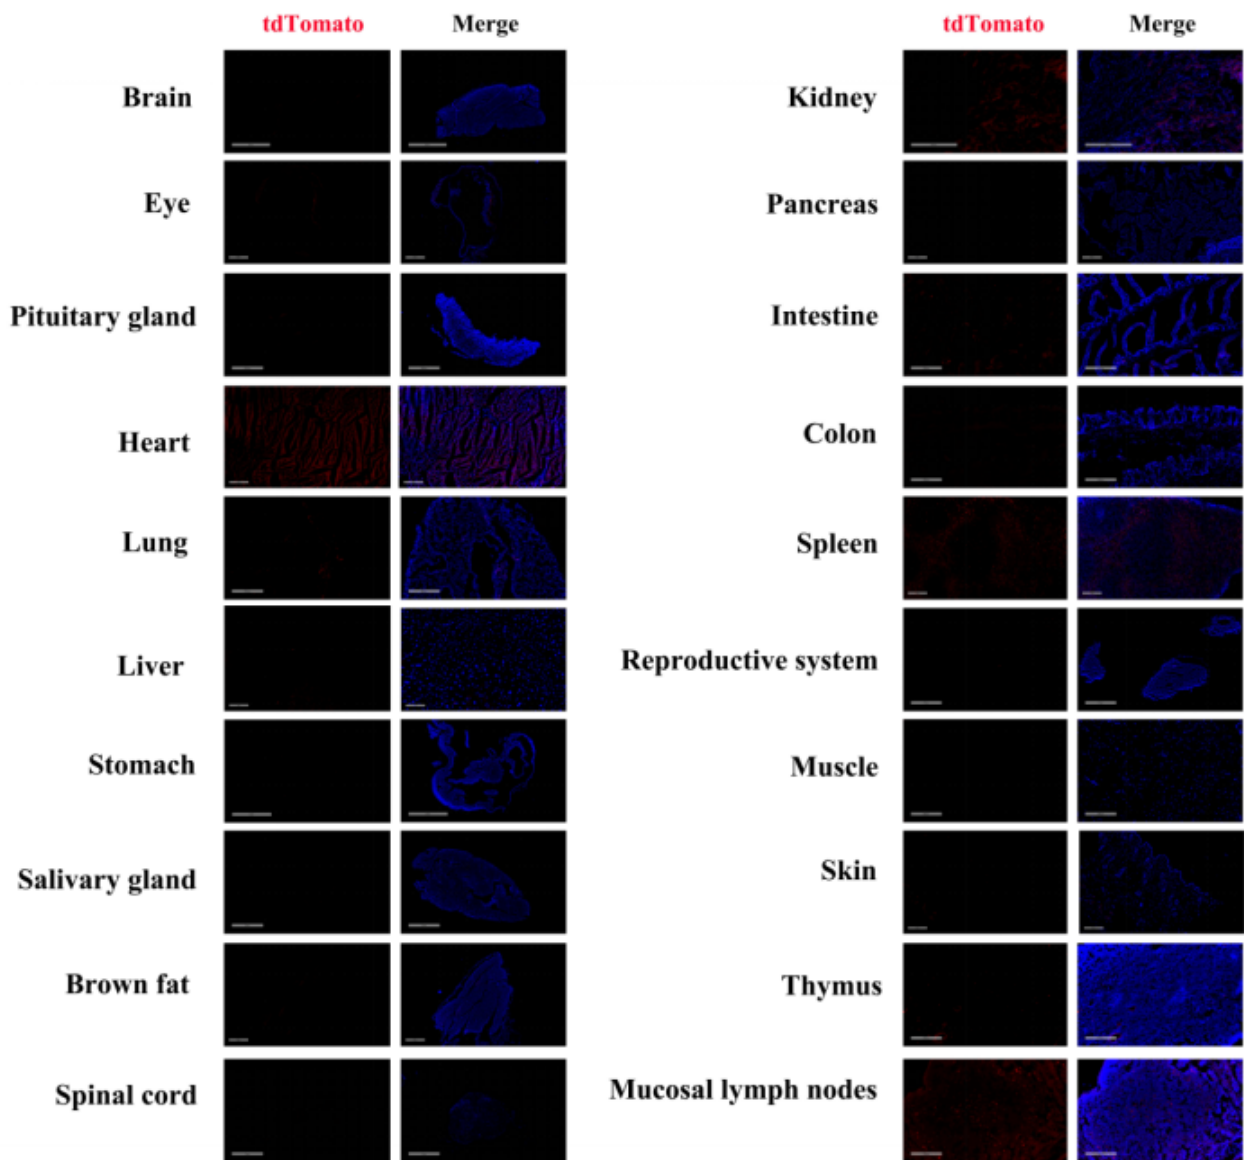 tdTomato Merge tdTomato Merge
Brain Kidney
Eye Pancreas
Pituitary gland Intestine
Heart Colon
Lung Spleen
Liver Reproductive system
Stomach Muscle
Salivary gland Skin
Brown fat Thymus
Spinal cord Mucosal lymph nodes